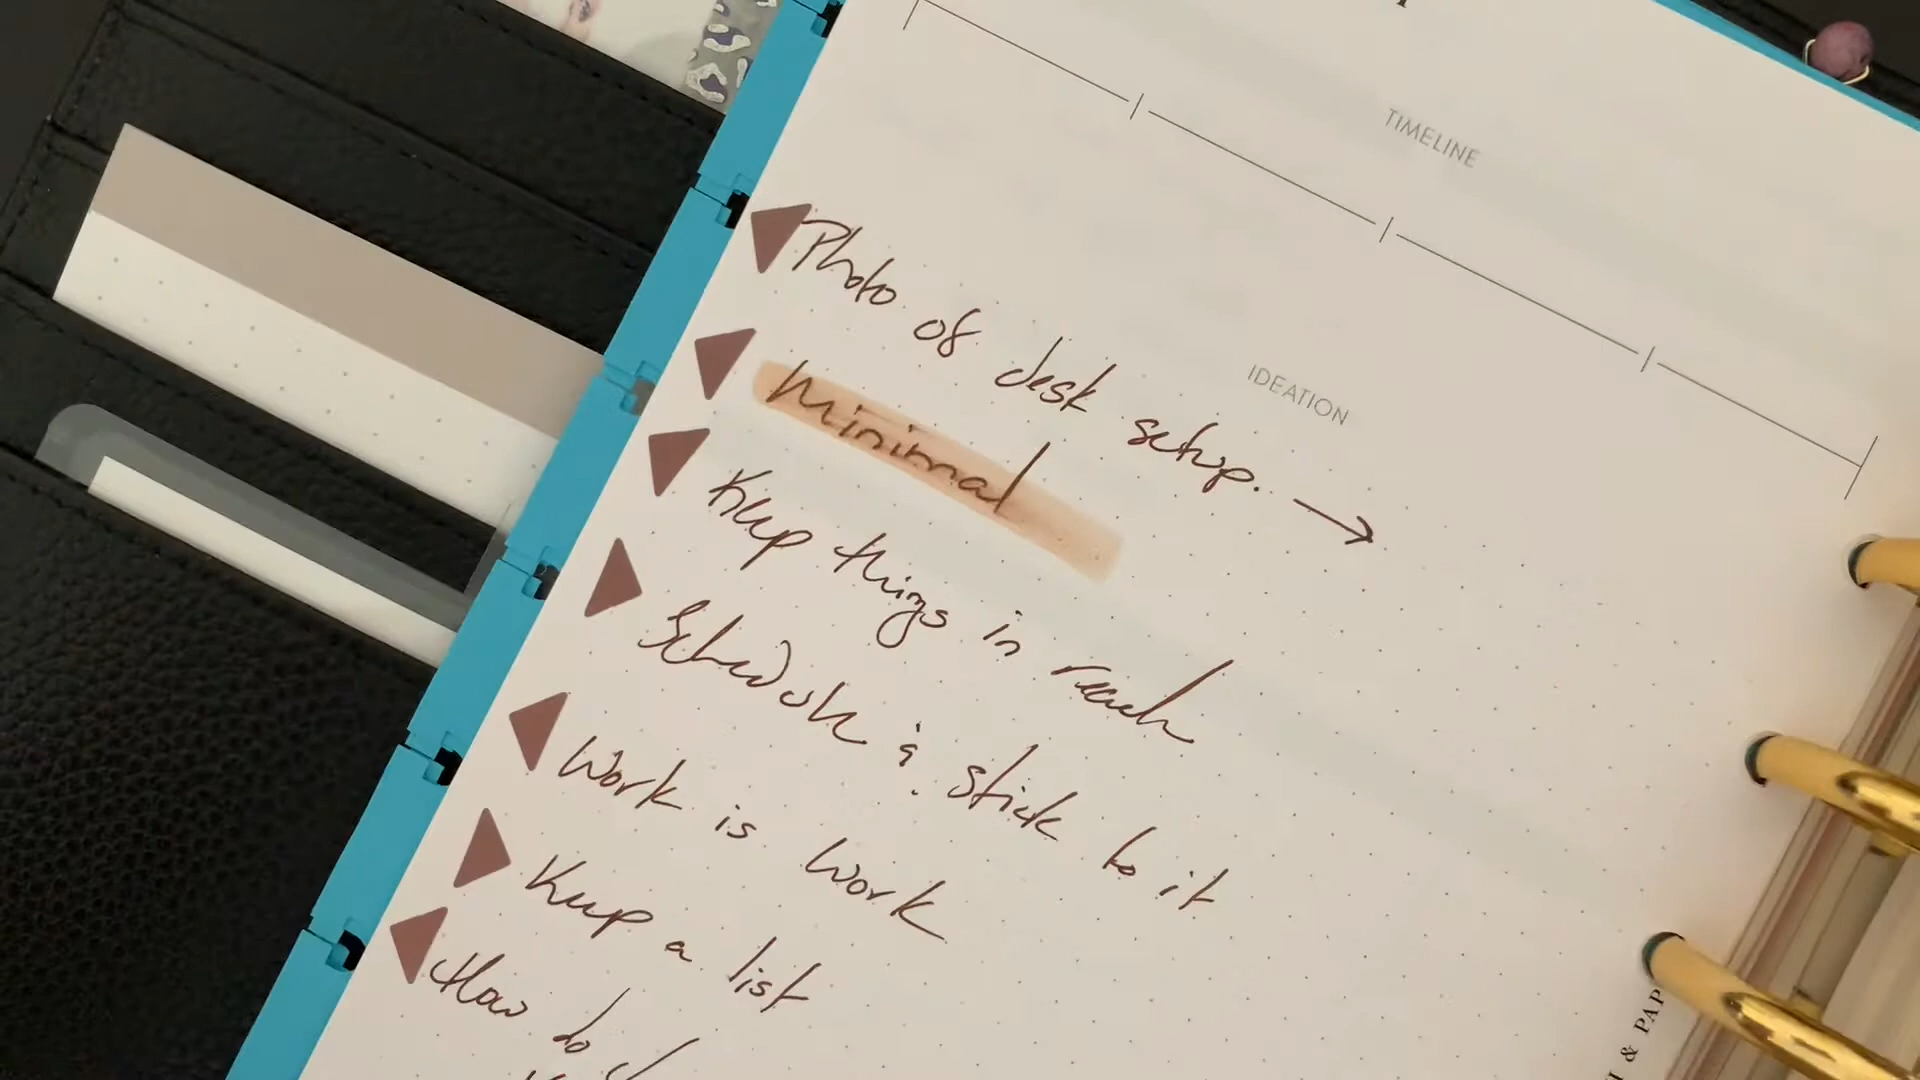 TIMELINE
IDEATION
Photo of desk setup. →
Minimal
Keep things in reach
Schedule & stick to it
Work is work
Keep a list
How do
& PAP